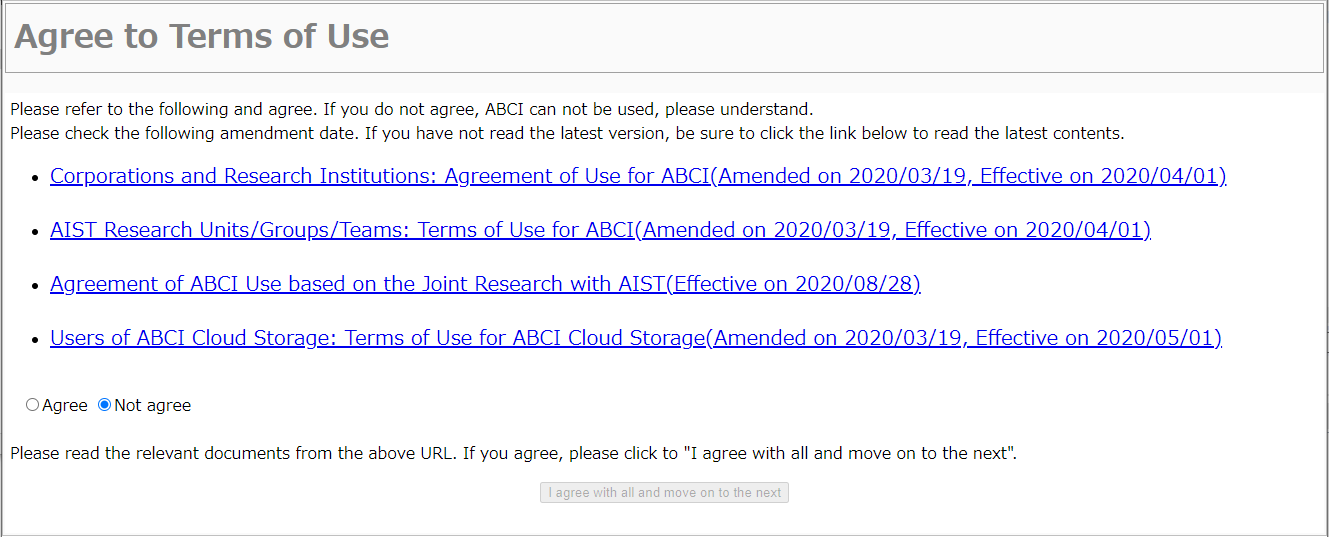 Agree to Terms of Use
Please refer to the following and agree. If you do not agree, ABCI can not be used, please understand.
Please check the following amendment date. If you have not read the latest version, be sure to click the link below to read the latest contents.
• Corporations and Research Institutions: Agreement of Use for ABCI(Amended on 2020/03/19, Effective on 2020/04/01)
• AIST Research Units/Groups/Teams: Terms of Use for ABCI(Amended on 2020/03/19, Effective on 2020/04/01)
• Agreement of ABCI Use based on the Joint Research with AIST(Effective on 2020/08/28)
• Users of ABCI Cloud Storage: Terms of Use for ABCI Cloud Storage(Amended on 2020/03/19, Effective on 2020/05/01)
Agree Not agree
Please read the relevant documents from the above URL. If you agree, please click to "I agree with all and move on to the next".
I agree with all and move on to the next